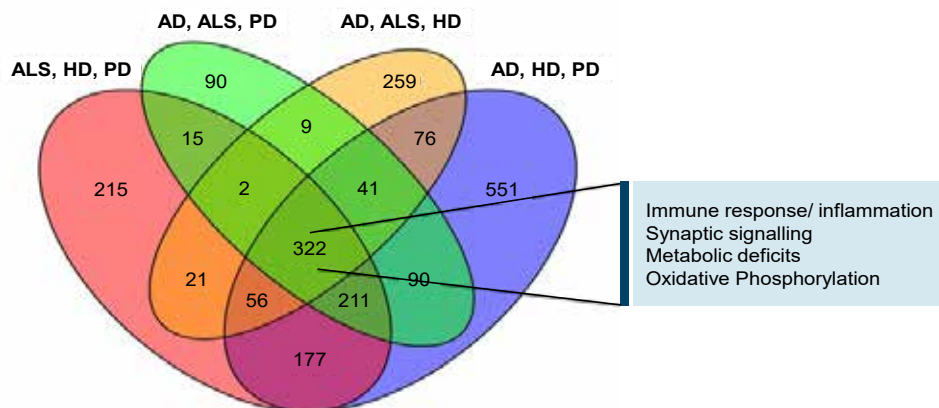 AD, ALS, PD
AD, ALS, HD
ALS, HD, PD
AD, HD, PD
90
259
15
9
76
215
2
41
551
322
21
56
211
90
177
Immune response/ inflammation
Synaptic signalling
Metabolic deficits
Oxidative Phosphorylation